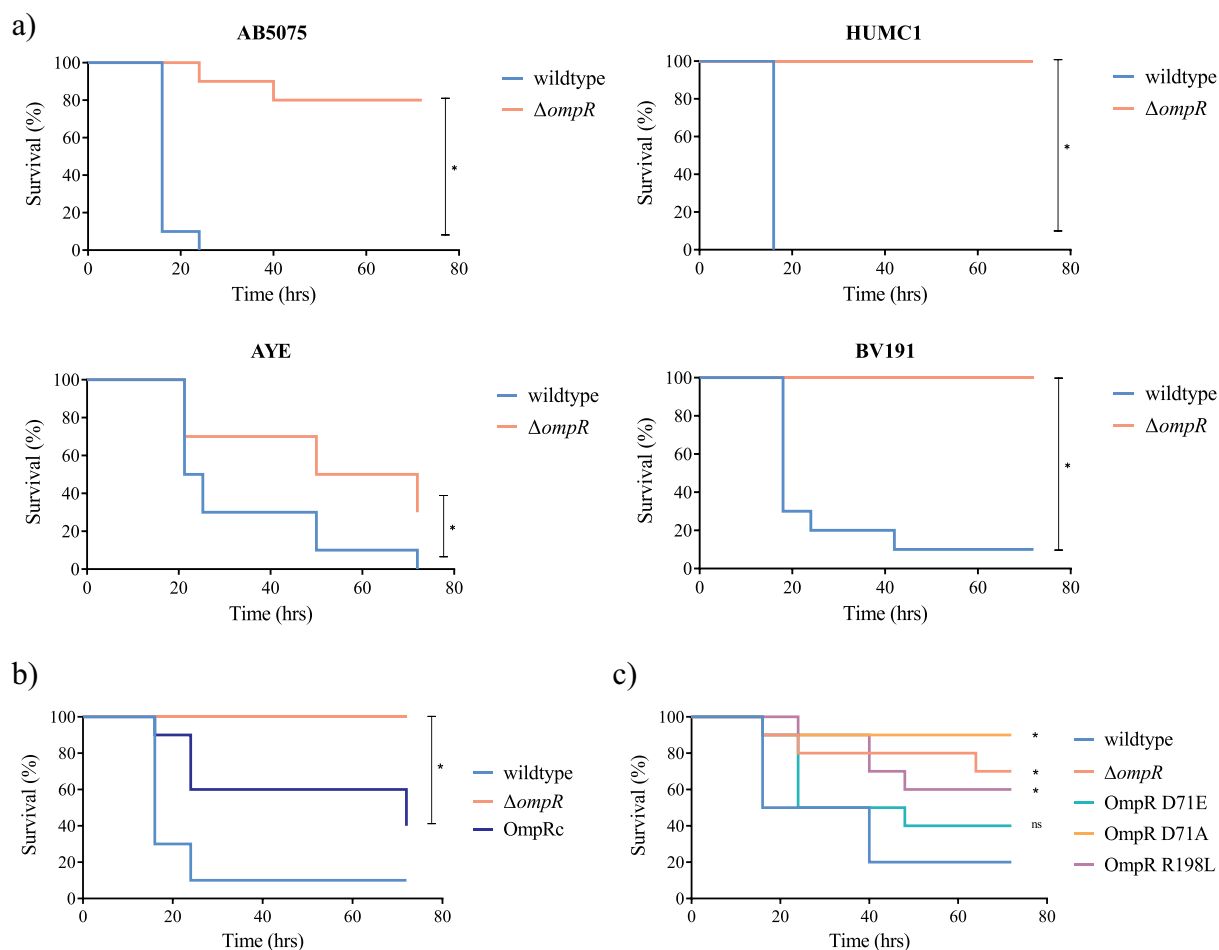 a)
AB5075
Survival (%)
100
80
60
40
20
0
0 20 40 60 80
Time (hrs)
wildtype
ΔompR
*
HUMC1
Survival (%)
100
80
60
40
20
0
0 20 40 60 80
Time (hrs)
wildtype
ΔompR
*
AYE
Survival (%)
100
80
60
40
20
0
0 20 40 60 80
Time (hrs)
wildtype
ΔompR
*
BV191
Survival (%)
100
80
60
40
20
0
0 20 40 60 80
Time (hrs)
wildtype
ΔompR
*
b)
Survival (%)
100
80
60
40
20
0
0 20 40 60 80
Time (hrs)
wildtype
ΔompR
OmpRc
*
c)
Survival (%)
100
80
60
40
20
0
0 20 40 60 80
Time (hrs)
*
*
*
ns
wildtype
ΔompR
OmpR D71E
OmpR D71A
OmpR R198L